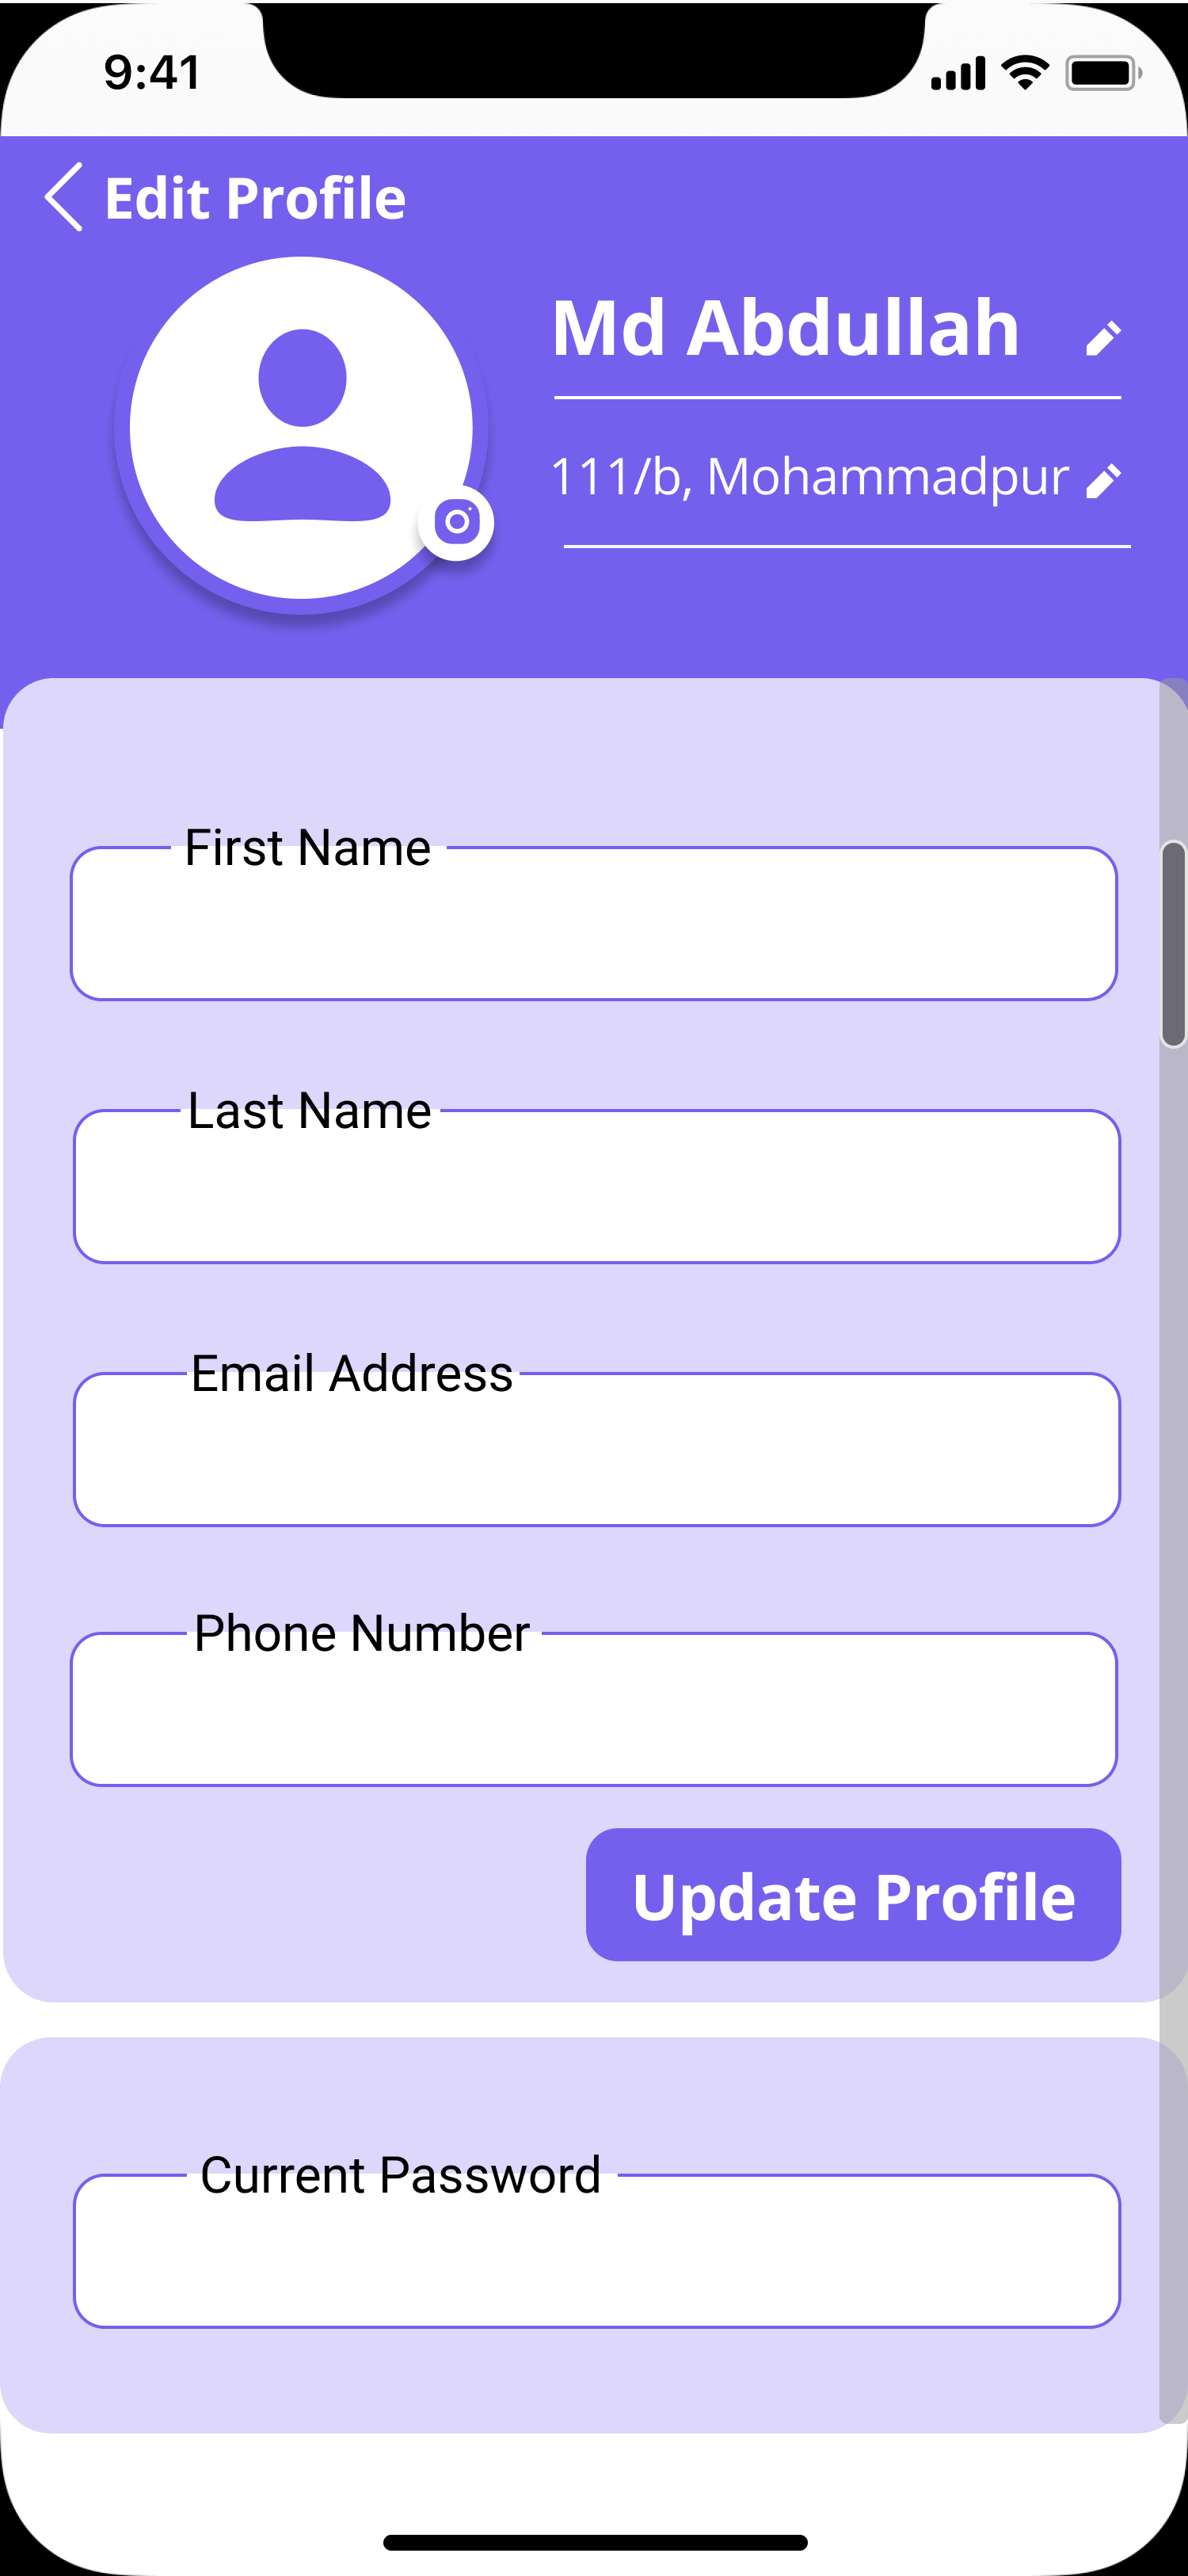 9:41
Edit Profile
Md Abdullah
111/b, Mohammadpur
First Name
Last Name
Email Address
Phone Number
Update Profile
Current Password